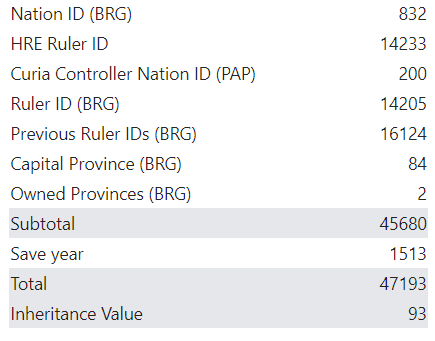 Nation ID (BRG) 832
HRE Ruler ID 14233
Curia Controller Nation ID (PAP) 200
Ruler ID (BRG) 14205
Previous Ruler IDs (BRG) 16124
Capital Province (BRG) 84
Owned Provinces (BRG) 2
Subtotal 45680
Save year 1513
Total 47193
Inheritance Value 93